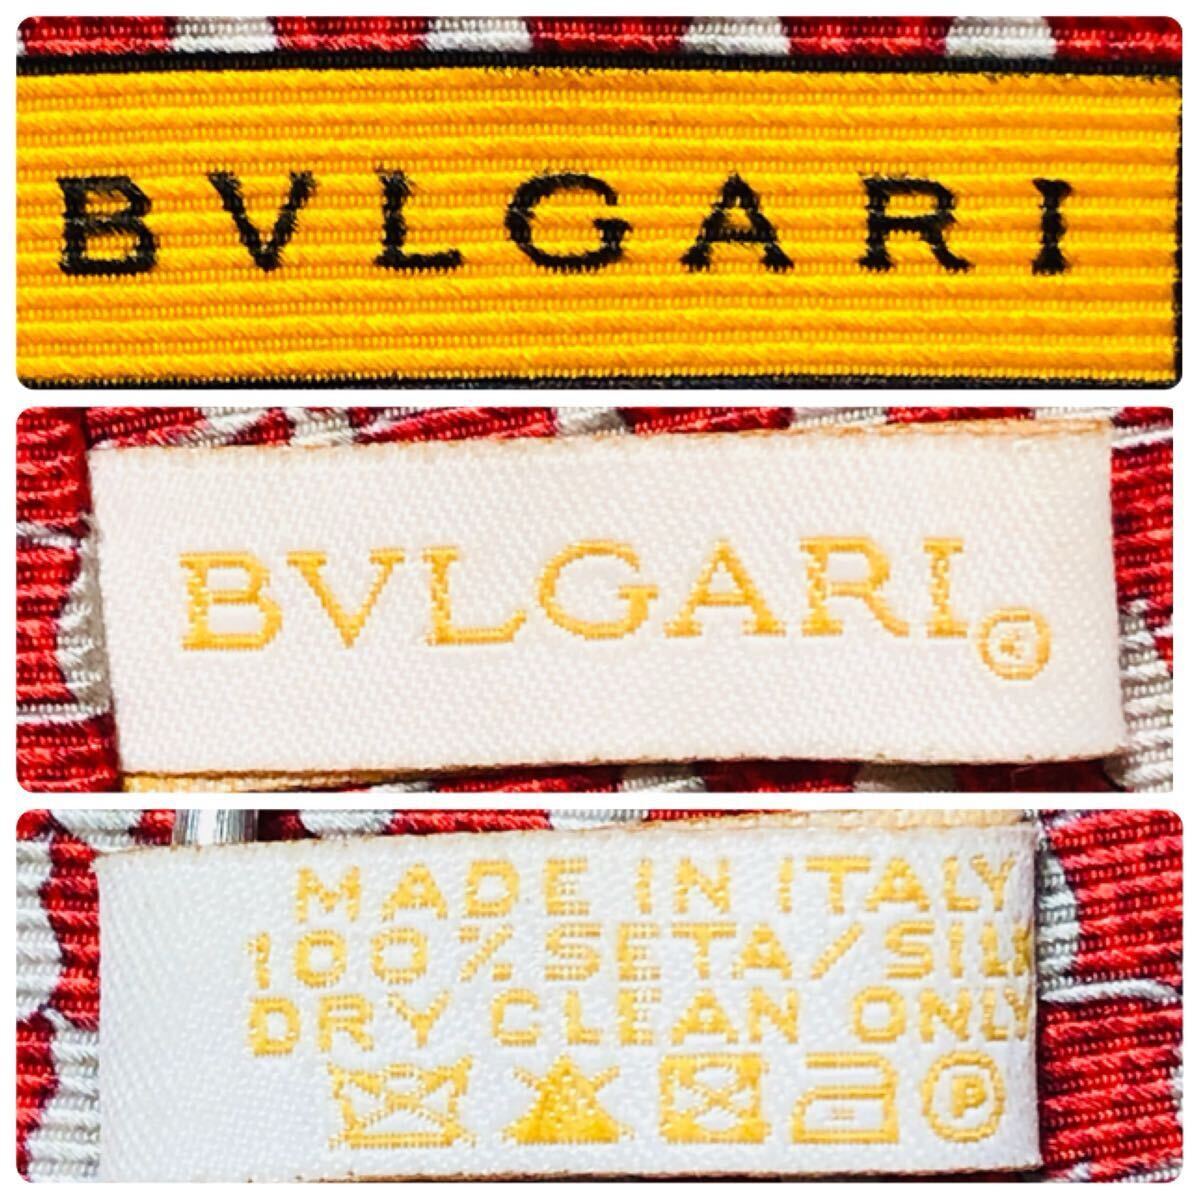 BVLGARI
BVLGARI®
MADE IN ITALY
100% SETA/SILK
DRY CLEAN ONLY
P